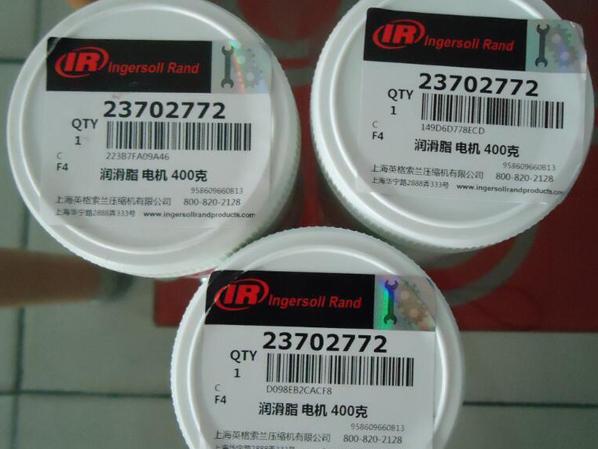 IR Ingersoll Rand
23702772
QTY
1
223B7FA09A46
C
F4
润滑脂 电机 400克
958609660B13
上海英格索兰压缩机有限公司 800-820-2128
上海华宁路2888弄333号 www.ingersollrandproducts.com
IR Ingersoll Rand
23702772
QTY
1
149D6D778ECD
C
F4
润滑脂 电机 400克
958609660B13
上海英格索兰压缩机有限公司 800-820-2128
上海华宁路2888弄333号 www.ingersollrandproducts.com
IR Ingersoll Rand
23702772
QTY
1
D098EB2CACF8
C
F4
润滑脂 电机 400克
958609660B13
上海英格索兰压缩机有限公司 800-820-2128